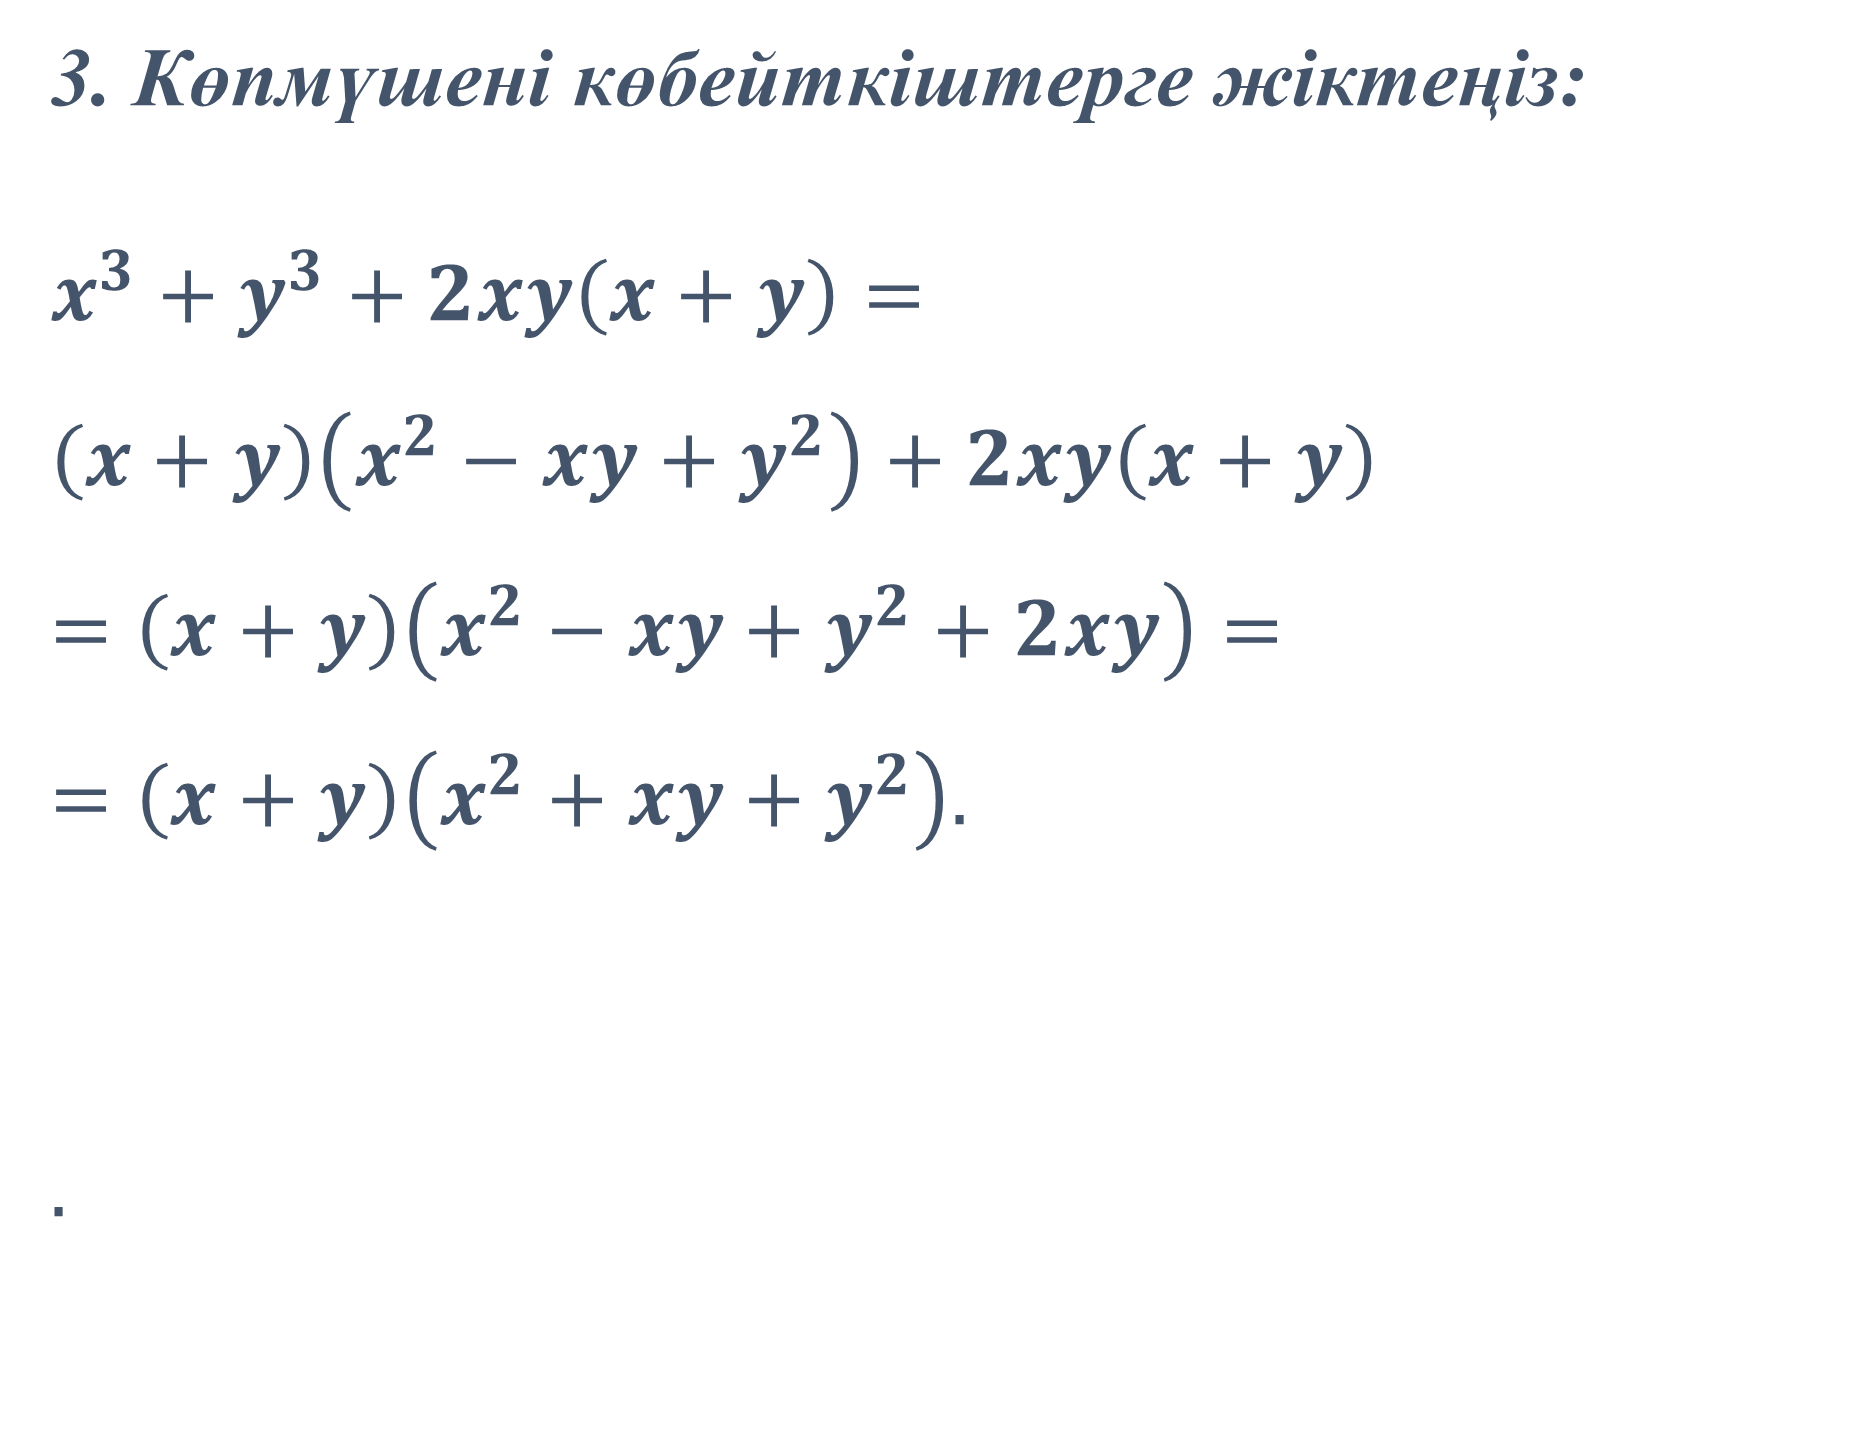 3. Көпмүшені көбейткіштерге жіктеңіз:
x³ + y³ + 2xy(x + y) =
(x + y)(x² − xy + y²) + 2xy(x + y)
= (x + y)(x² − xy + y² + 2xy) =
= (x + y)(x² + xy + y²).
.